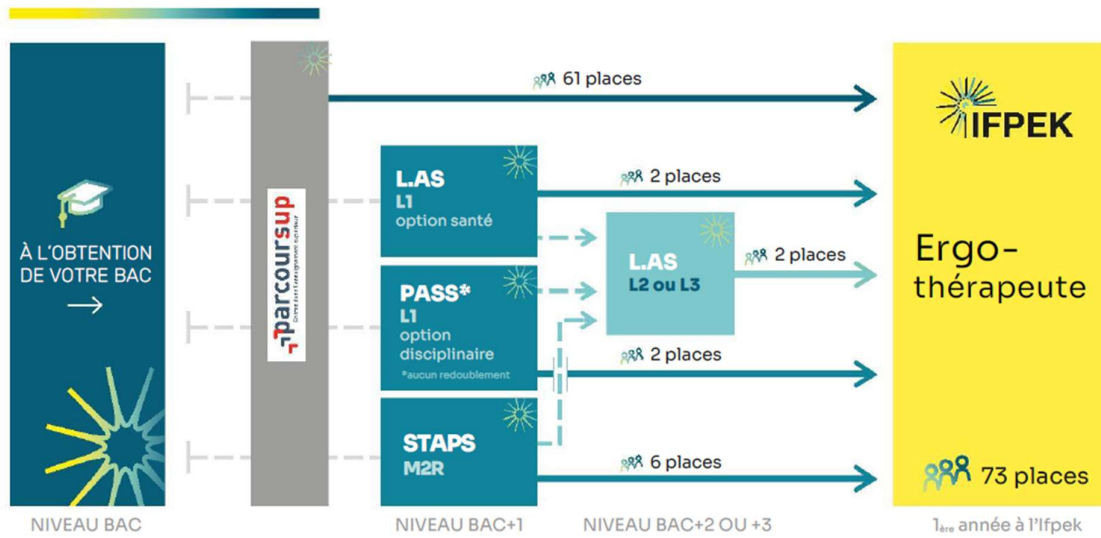 À L'OBTENTION
DE VOTRE BAC
NIVEAU BAC
parcoursup
61 places
L.AS
L1
option santé
2 places
PASS*
L1
option
disciplinaire
*aucun redoublement
2 places
STAPS
M2R
6 places
NIVEAU BAC+1
L.AS
L2 ou L3
2 places
NIVEAU BAC+2 OU +3
IFPEK
Ergo-
thérapeute
73 places
1ère année à l'Ifpek